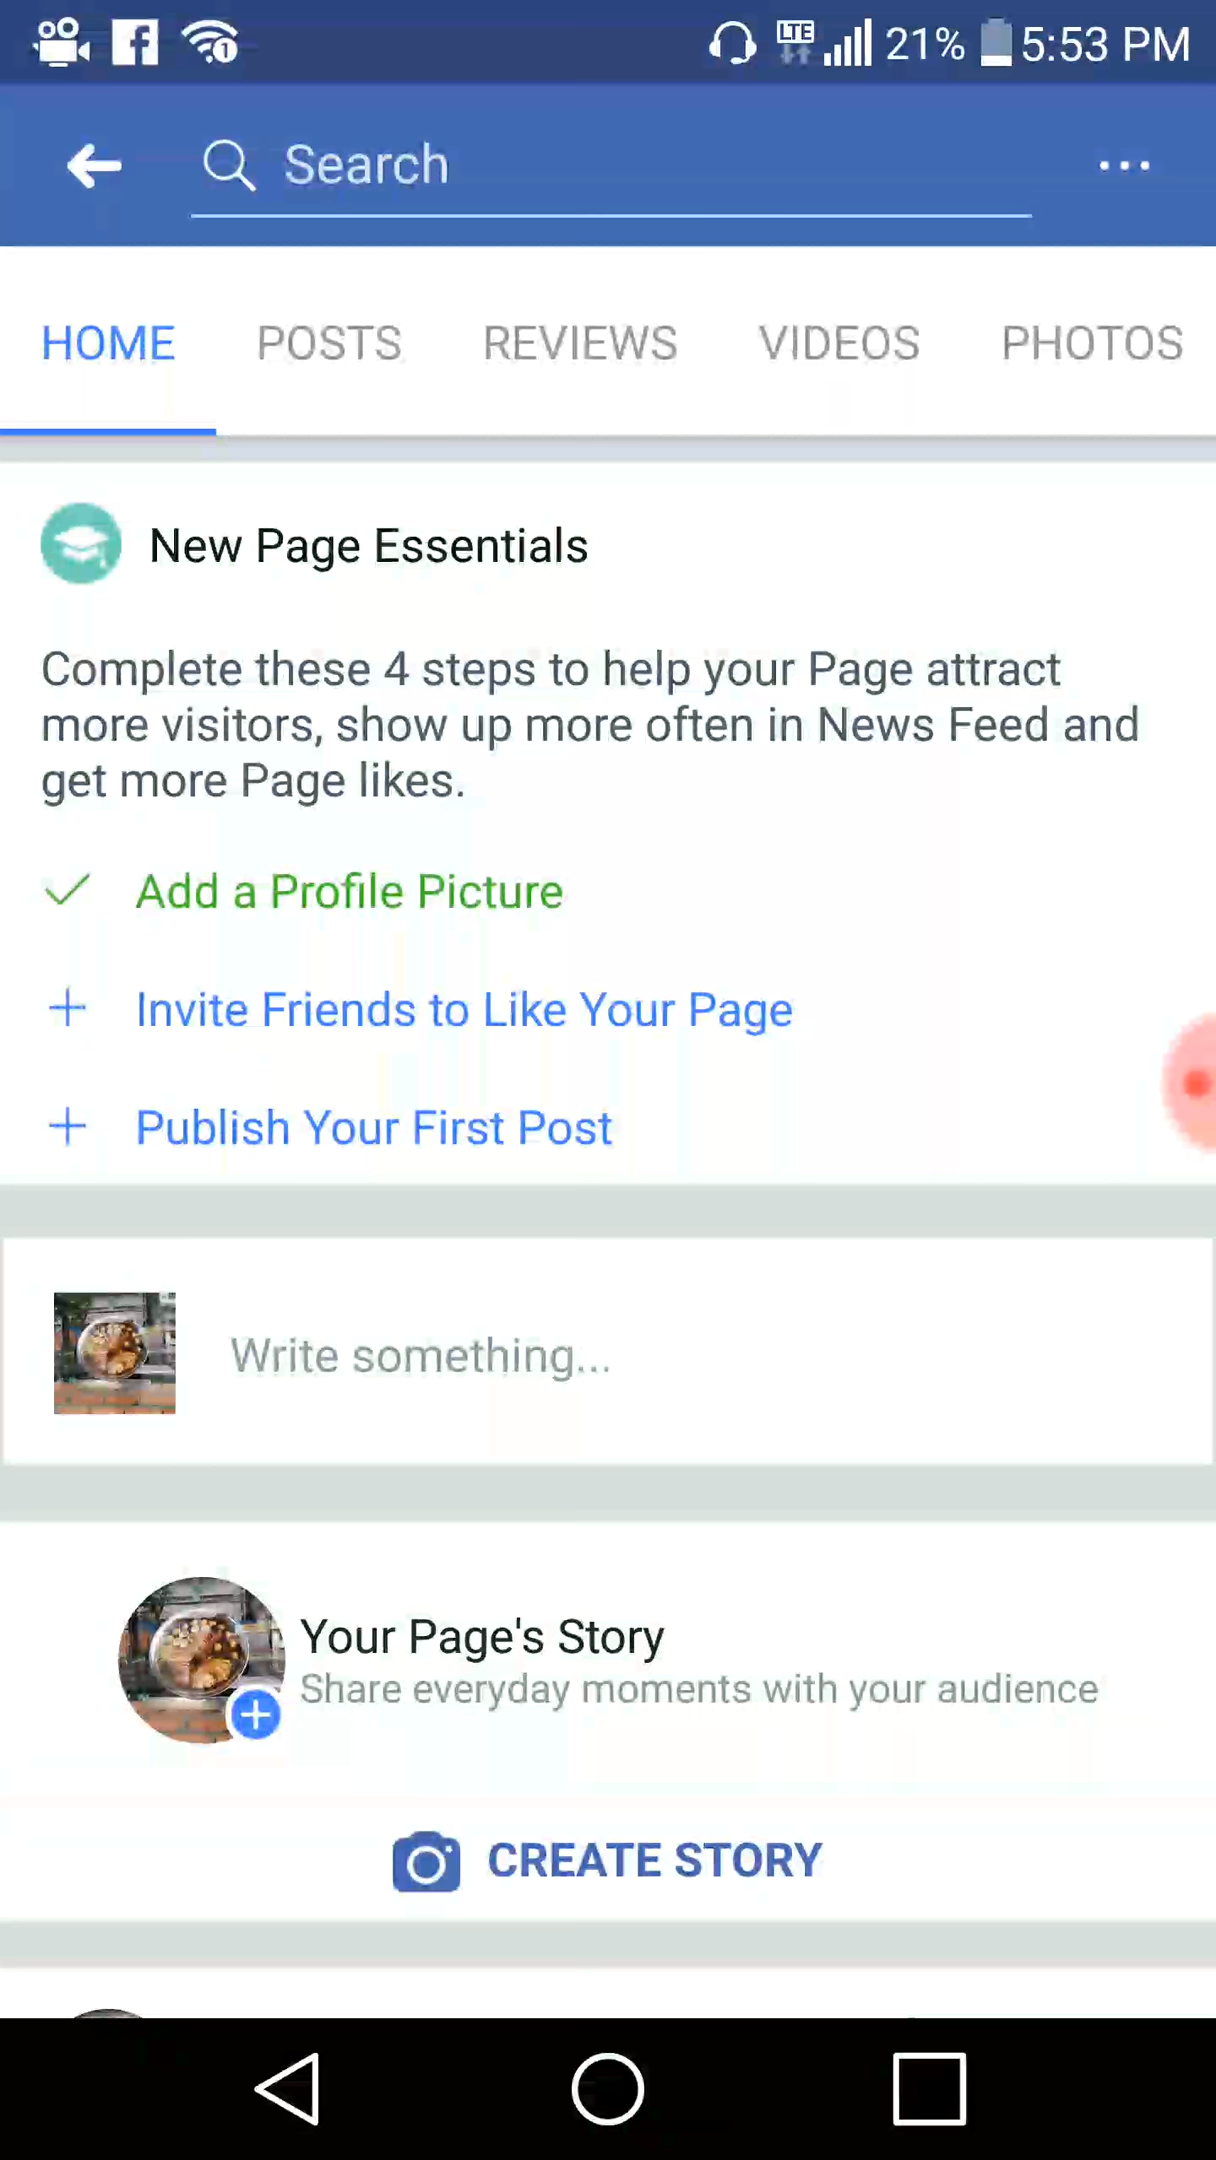 LTE 21% 5:53 PM
Search
HOME POSTS REVIEWS VIDEOS PHOTOS
New Page Essentials
Complete these 4 steps to help your Page attract
more visitors, show up more often in News Feed and
get more Page likes.
Add a Profile Picture
Invite Friends to Like Your Page
Publish Your First Post
Write something...
Your Page's Story
Share everyday moments with your audience
CREATE STORY